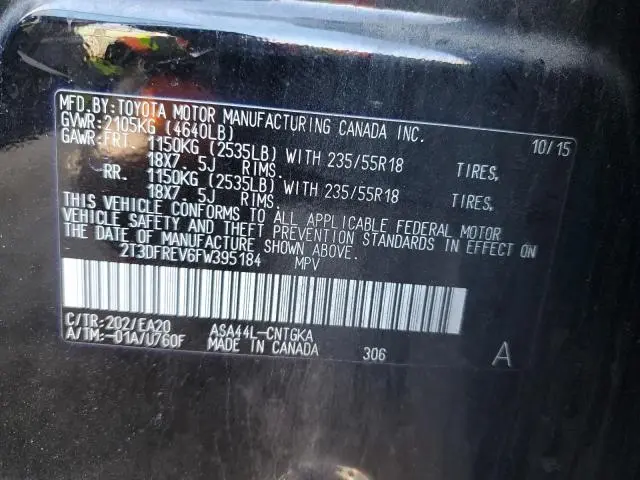 MFD.BY:TOYOTA MOTOR MANUFACTURING CANADA INC.
GVWR:2105KG (4640LB) 10/15
GAWR:FRT. 1150KG (2535LB) WITH 235/55R18 TIRES,
18X7.5J RIMS.
RR. 1150KG (2535LB) WITH 235/55R18 TIRES,
18X7.5J RIMS.
THIS VEHICLE CONFORMS TO ALL APPLICABLE FEDERAL MOTOR
VEHICLE SAFETY AND THEFT PREVENTION STANDARDS IN EFFECT ON
THE DATE OF MANUFACTURE SHOWN ABOVE.
2T3DFREV6FW395184 MPV
C/TR:202/EA20 ASA44L-CNTGKA
A/TM:-01A/U760F MADE IN CANADA 306 A